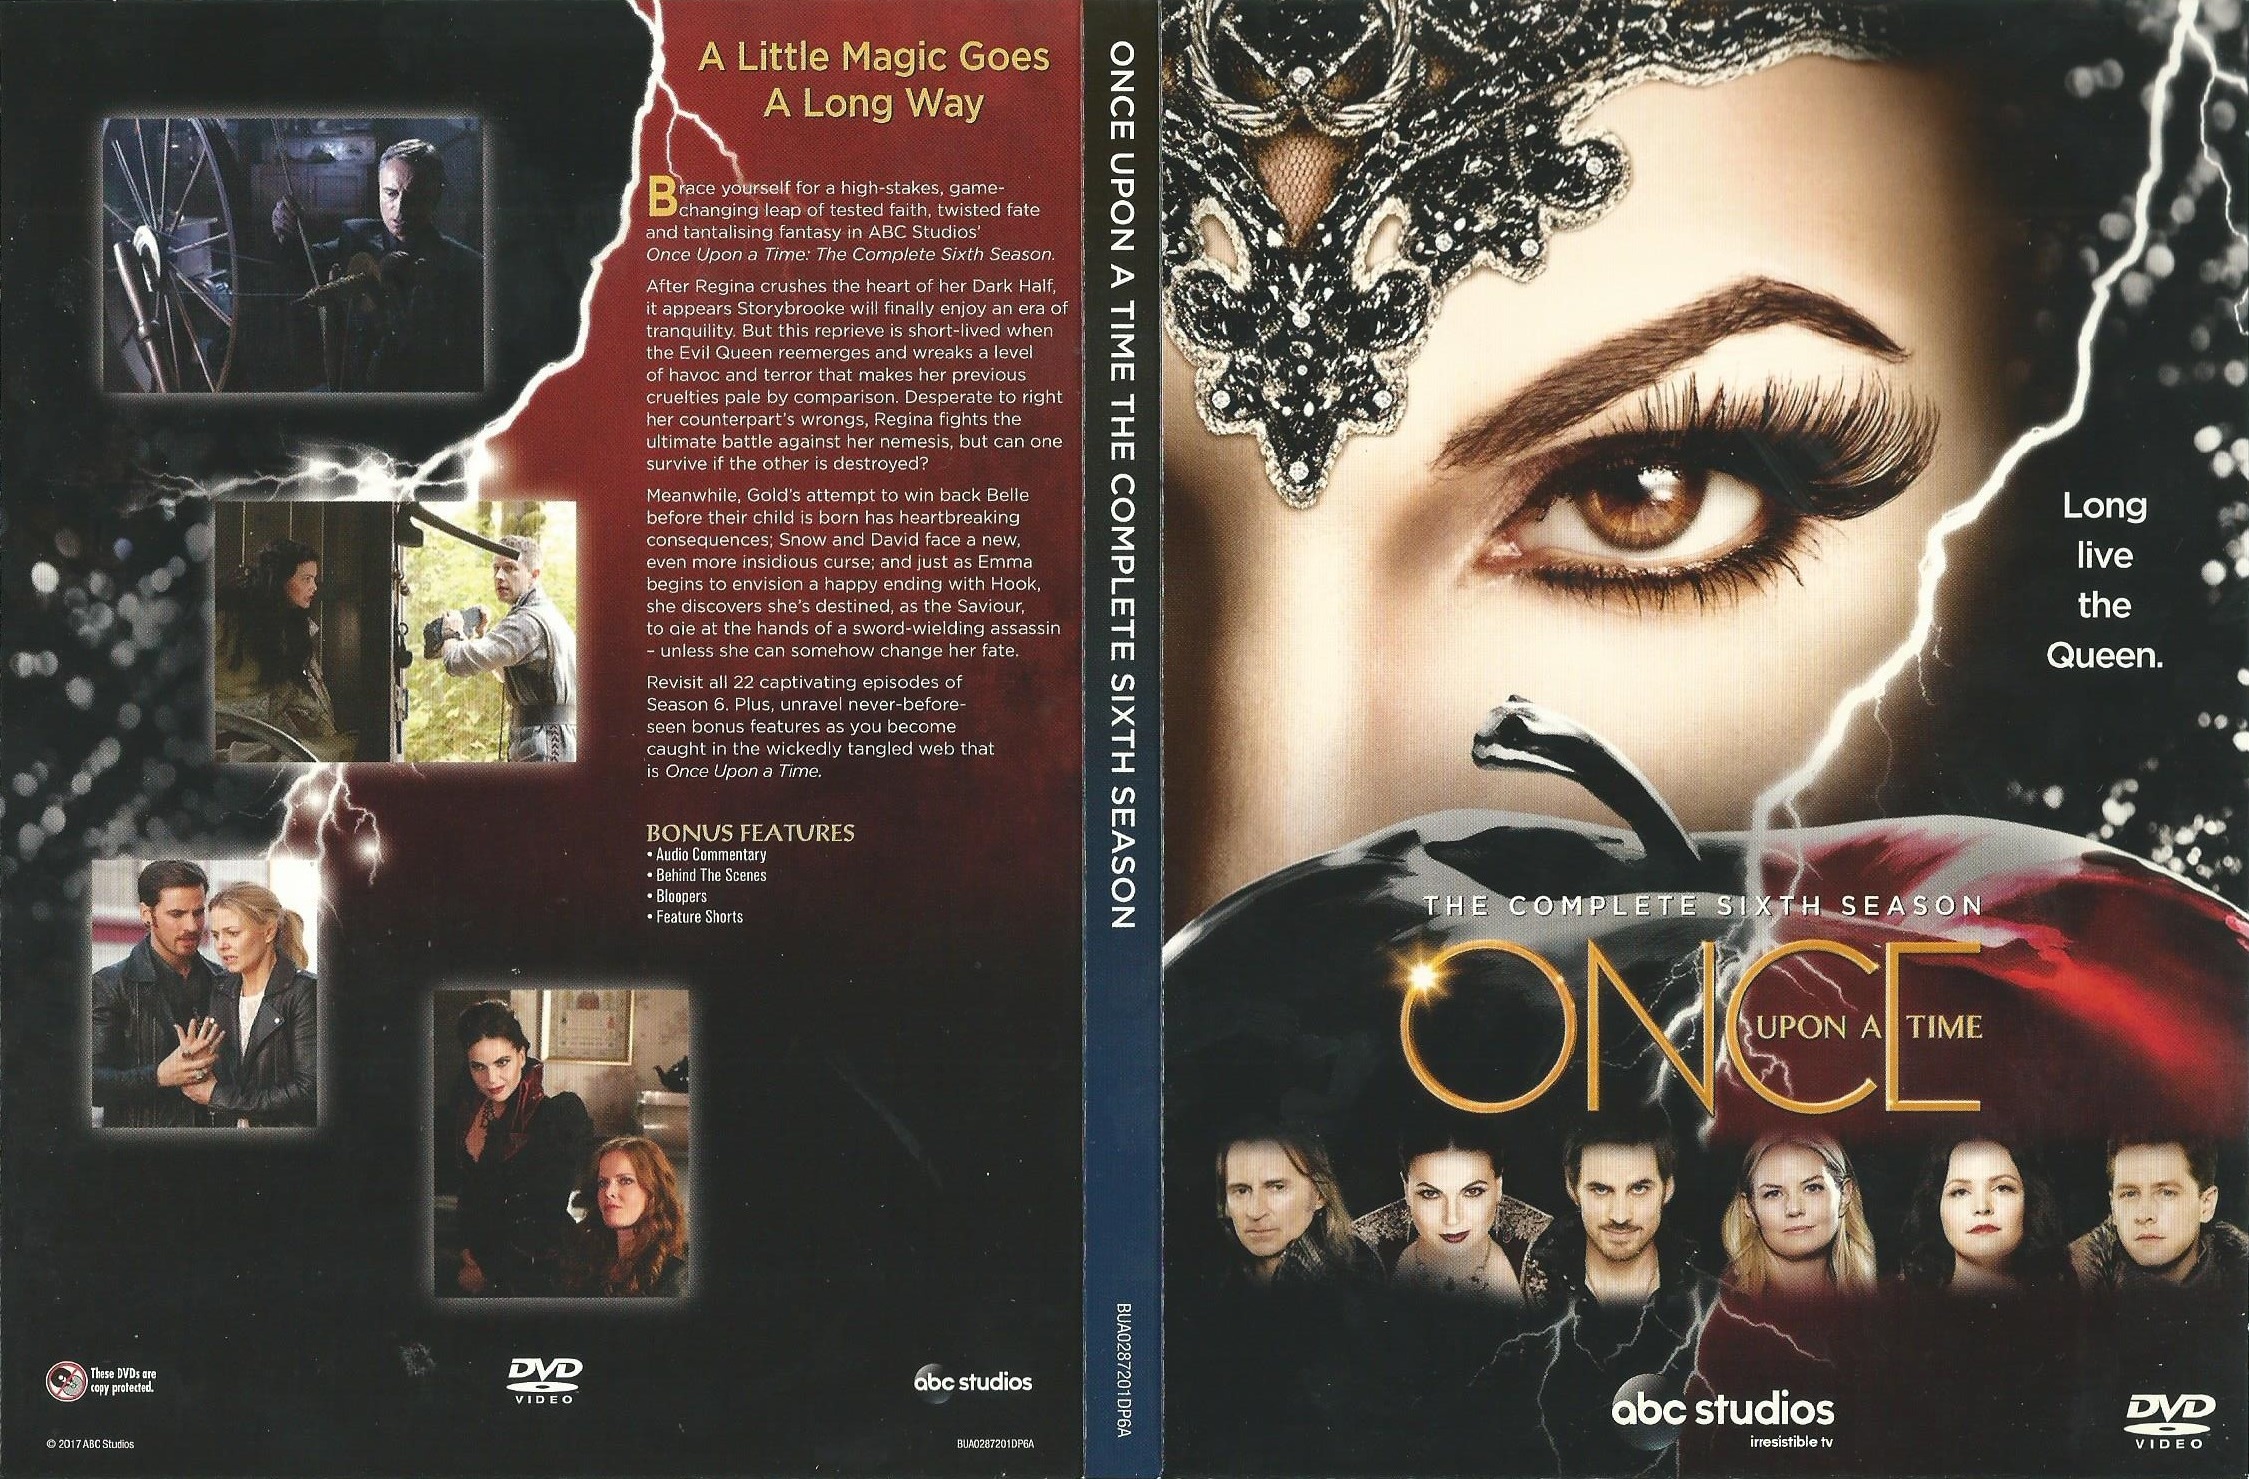 A Little Magic Goes
A Long Way
Brace yourself for a high-stakes, game-
changing leap of tested faith, twisted fate
and tantalising fantasy in ABC Studios'
Once Upon a Time: The Complete Sixth Season.
After Regina crushes the heart of her Dark Half,
it appears Storybrooke will finally enjoy an era of
tranquility. But this reprieve is short-lived when
the Evil Queen reemerges and wreaks a level
of havoc and terror that makes her previous
cruelties pale by comparison. Desperate to right
her counterpart's wrongs, Regina fights the
ultimate battle against her nemesis, but can one
survive if the other is destroyed?
Meanwhile, Gold's attempt to win back Belle
before their child is born has heartbreaking
consequences; Snow and David face a new,
even more insidious curse; and just as Emma
begins to envision a happy ending with Hook,
she discovers she's destined, as the Saviour,
to die at the hands of a sword-wielding assassin
– unless she can somehow change her fate.
Revisit all 22 captivating episodes of
Season 6. Plus, unravel never-before-
seen bonus features as you become
caught in the wickedly tangled web that
is Once Upon a Time.
BONUS FEATURES
• Audio Commentary
• Behind The Scenes
• Bloopers
• Feature Shorts
These DVDs are
copy protected.
DVD
VIDEO
abc studios
© 2017 ABC Studios
BUA0287201DP6A
ONCE UPON A TIME THE COMPLETE SIXTH SEASON
BUA0287201DP6A
Long
live
the
Queen.
THE COMPLETE SIXTH SEASON
ONCE
UPON A TIME
abc studios
irresistible tv
DVD
VIDEO